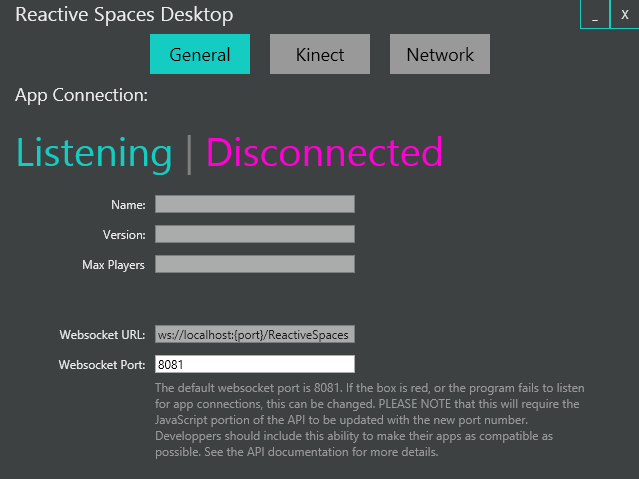 Reactive Spaces Desktop
_ X
General Kinect Network
App Connection:
Listening | Disconnected
Name:
Version:
Max Players
Websocket URL: ws://localhost:{port}/ReactiveSpaces
Websocket Port: 8081
The default websocket port is 8081. If the box is red, or the program fails to listen
for app connections, this can be changed. PLEASE NOTE that this will require the
JavaScript portion of the API to be updated with the new port number.
Developpers should include this ability to make their apps as compatible as
possible. See the API documentation for more details.